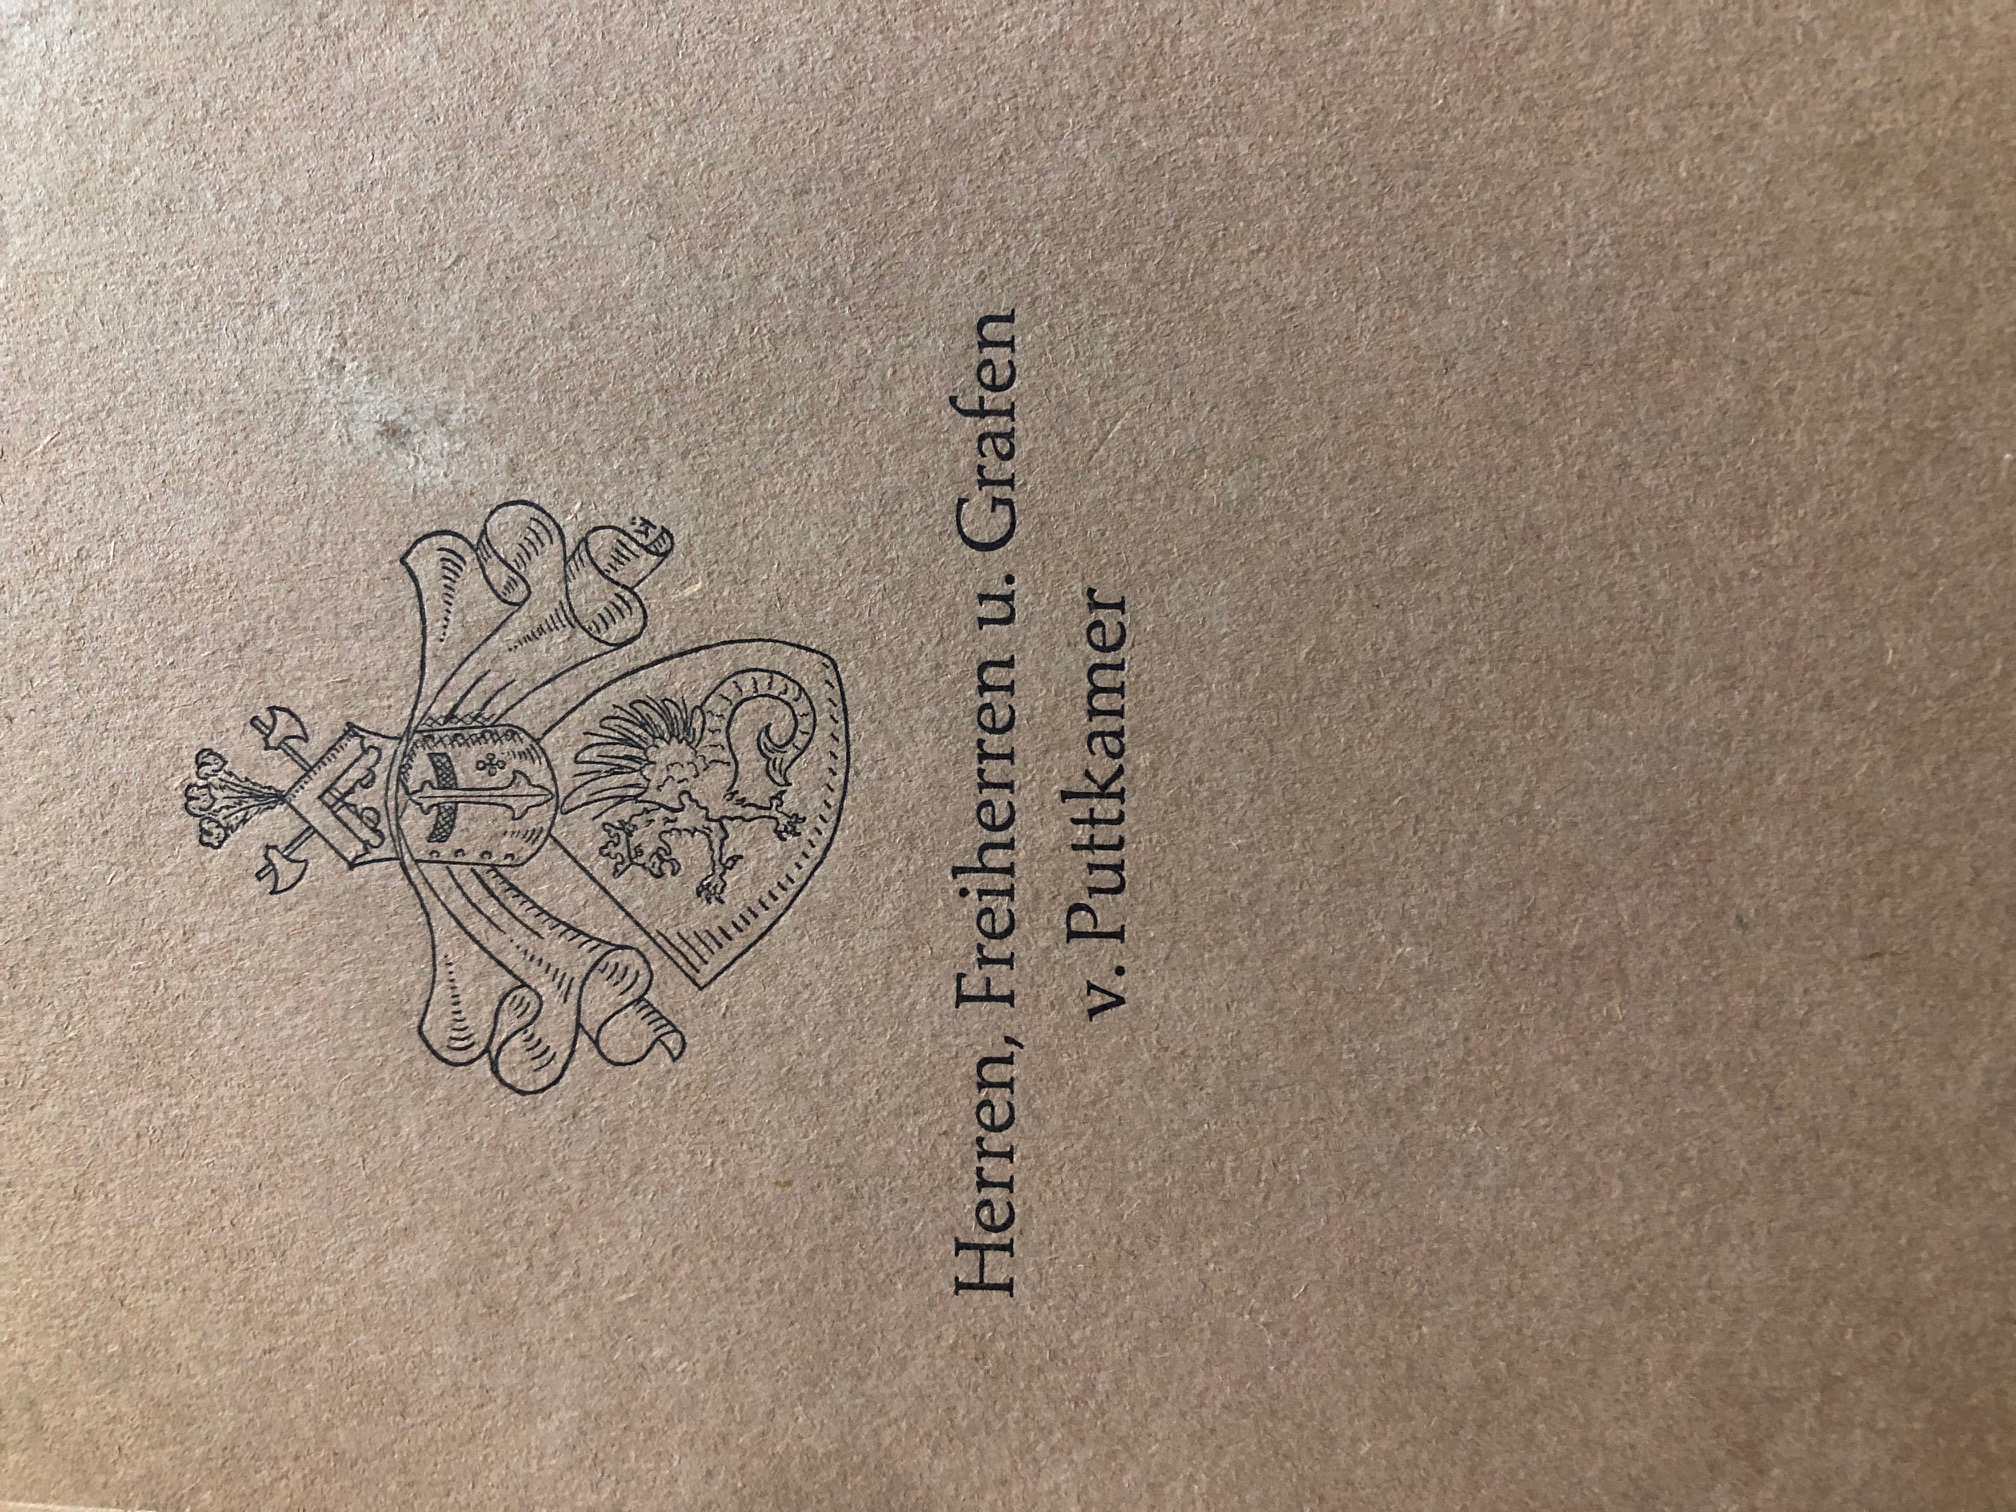 Herren, Freiherren u. Grafen
v. Puttkamer